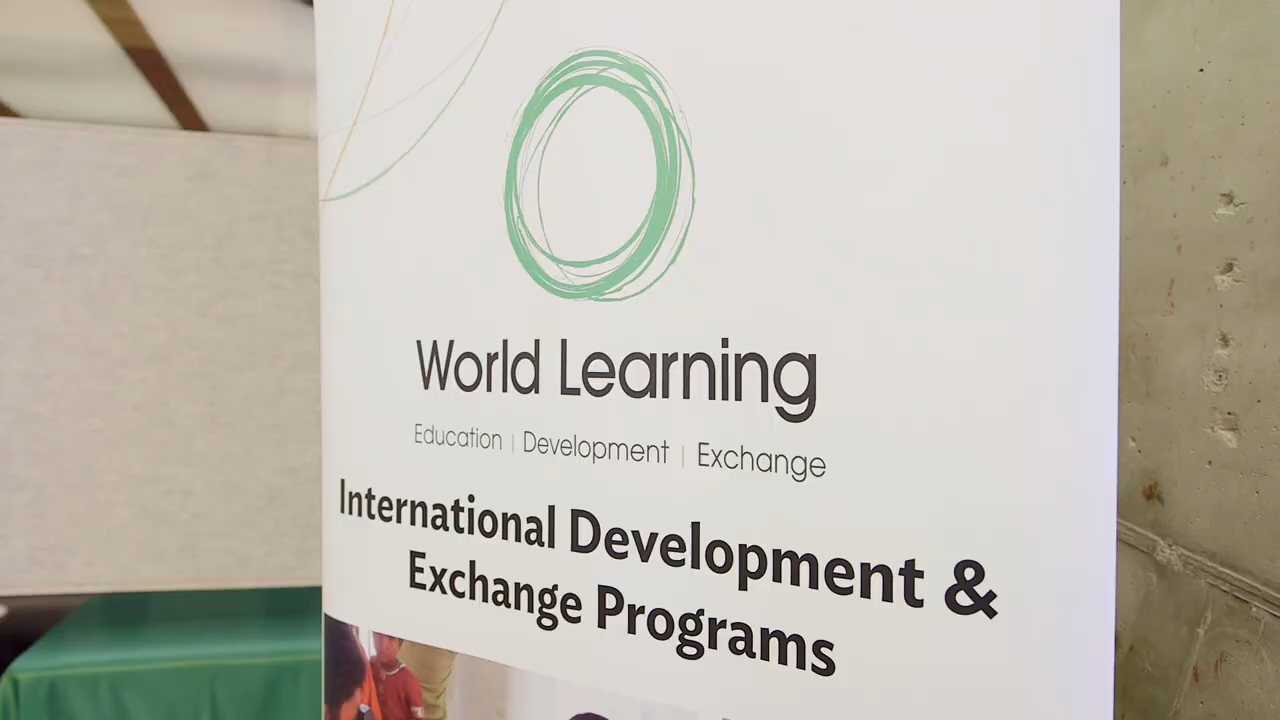 World Learning
Education | Development | Exchange
International Development &
Exchange Programs